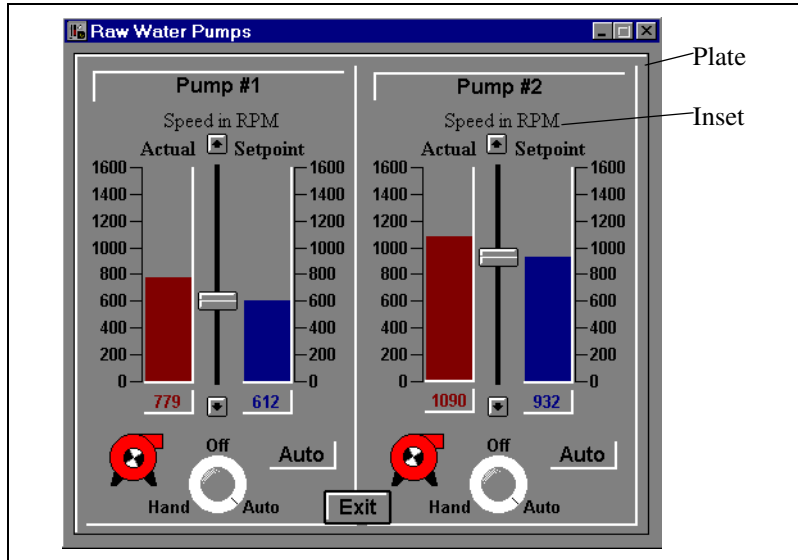 Raw Water Pumps
Plate
Inset
Pump #1
Speed in RPM
Actual Setpoint
1600 1600
1400 1400
1200 1200
1000 1000
800 800
600 600
400 400
200 200
0 0
779 612
Off
Auto
Hand Auto
Pump #2
Speed in RPM
Actual Setpoint
1600 1600
1400 1400
1200 1200
1000 1000
800 800
600 600
400 400
200 200
0 0
1090 932
Off
Auto
Hand Auto
Exit